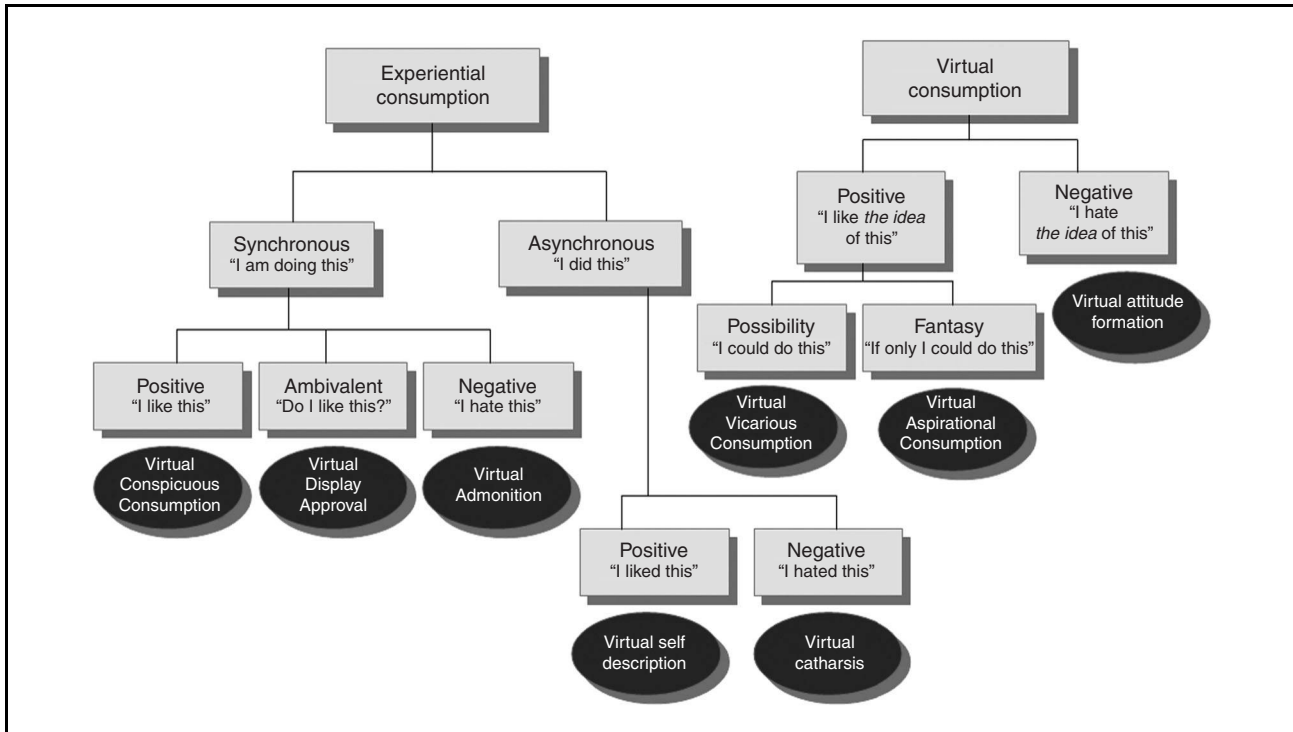 Experiential
consumption
Virtual
consumption
Synchronous
“I am doing this”
Asynchronous
“I did this”
Positive
“I like the idea
of this”
Negative
“I hate
the idea of this”
Virtual attitude
formation
Possibility
“I could do this”
Fantasy
“If only I could do this”
Virtual
Vicarious
Consumption
Virtual
Aspirational
Consumption
Positive
“I like this”
Ambivalent
“Do I like this?”
Negative
“I hate this”
Virtual
Conspicuous
Consumption
Virtual
Display
Approval
Virtual
Admonition
Positive
“I liked this”
Negative
“I hated this”
Virtual self
description
Virtual
catharsis